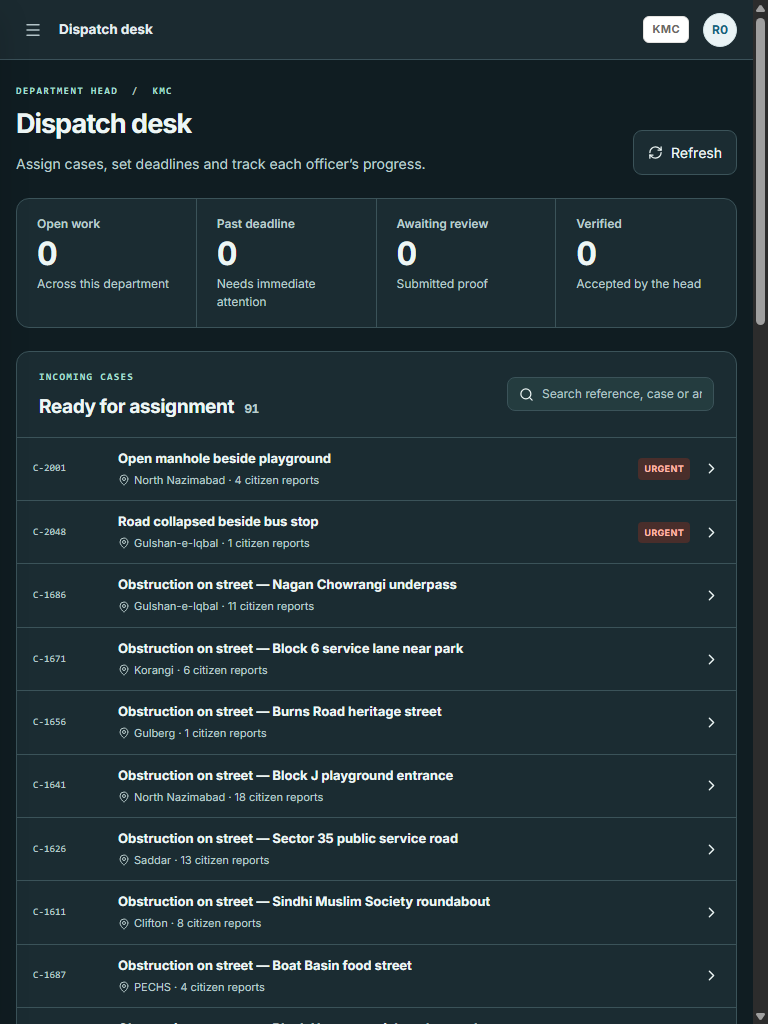 Dispatch desk
KMC
R0
DEPARTMENT HEAD / KMC
Dispatch desk
Assign cases, set deadlines and track each officer’s progress.
Refresh
Open work
0
Across this department
Past deadline
0
Needs immediate
attention
Awaiting review
0
Submitted proof
Verified
0
Accepted by the head
INCOMING CASES
Ready for assignment 91
Search reference, case or ar
C-2001
Open manhole beside playground
North Nazimabad · 4 citizen reports
URGENT
C-2048
Road collapsed beside bus stop
Gulshan-e-Iqbal · 1 citizen reports
URGENT
C-1686
Obstruction on street — Nagan Chowrangi underpass
Gulshan-e-Iqbal · 11 citizen reports
C-1671
Obstruction on street — Block 6 service lane near park
Korangi · 6 citizen reports
C-1656
Obstruction on street — Burns Road heritage street
Gulberg · 1 citizen reports
C-1641
Obstruction on street — Block J playground entrance
North Nazimabad · 18 citizen reports
C-1626
Obstruction on street — Sector 35 public service road
Saddar · 13 citizen reports
C-1611
Obstruction on street — Sindhi Muslim Society roundabout
Clifton · 8 citizen reports
C-1687
Obstruction on street — Boat Basin food street
PECHS · 4 citizen reports